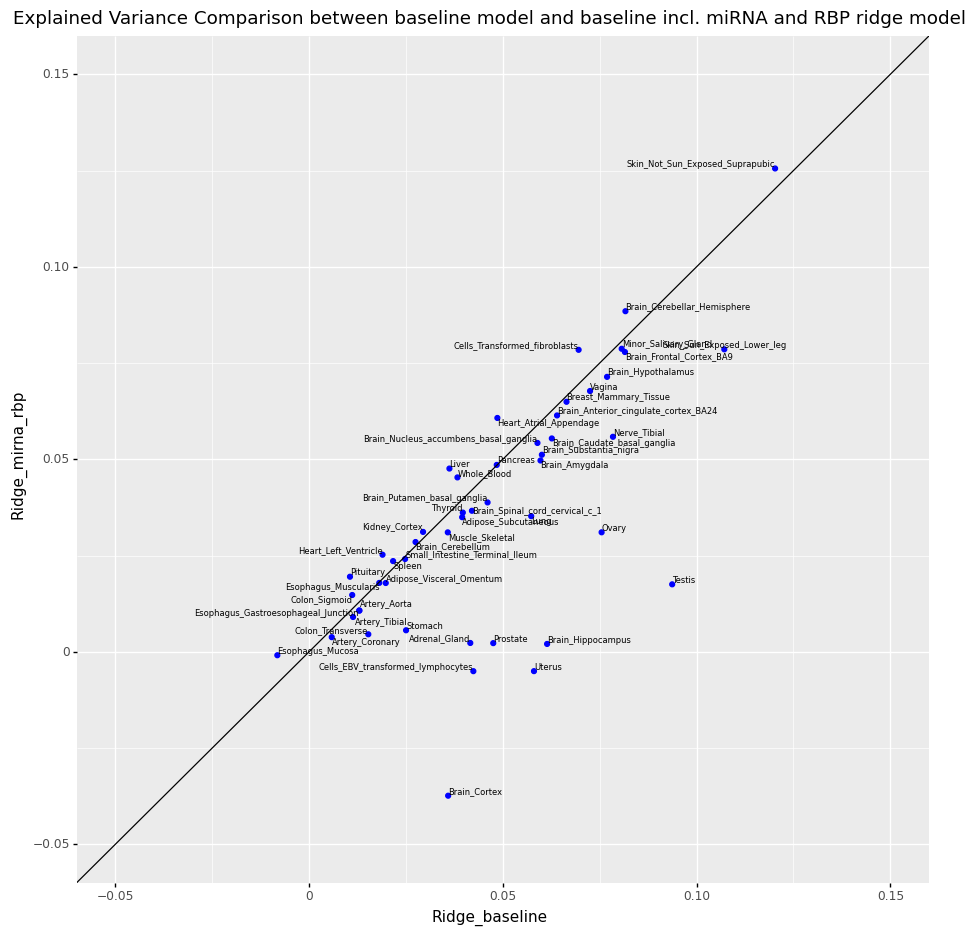 Explained Variance Comparison between baseline model and baseline incl. miRNA and RBP ridge model
0.15
Skin_Not_Sun_Exposed_Suprapubic
0.10
Brain_Cerebellar_Hemisphere
Cells_Transformed_fibroblasts
Minor_Salivary_Gland
Skin_Sun_Exposed_Lower_leg
Brain_Frontal_Cortex_BA9
Brain_Hypothalamus
Vagina
Breast_Mammary_Tissue
Brain_Anterior_cingulate_cortex_BA24
Heart_Atrial_Appendage
Nerve_Tibial
Brain_Nucleus_accumbens_basal_ganglia
Brain_Caudate_basal_ganglia
Brain_Substantia_nigra
Liver
Pancreas
Brain_Amygdala
0.05
Whole_Blood
Brain_Putamen_basal_ganglia
Thyroid
Brain_Spinal_cord_cervical_c_1
Adipose_Subcutaneous
Lung
Kidney_Cortex
Ovary
Muscle_Skeletal
Brain_Cerebellum
Heart_Left_Ventricle
Small_Intestine_Terminal_Ileum
Spleen
Pituitary
Adipose_Visceral_Omentum
Esophagus_Muscularis
Testis
Colon_Sigmoid
Artery_Aorta
Esophagus_Gastroesophageal_Junction
Artery_Tibial
Stomach
Colon_Transverse
Artery_Coronary
Adrenal_Gland
Prostate
Brain_Hippocampus
0
Esophagus_Mucosa
Cells_EBV_transformed_lymphocytes
Uterus
Brain_Cortex
−0.05
Ridge_mirna_rbp
−0.05
0
0.05
0.10
0.15
Ridge_baseline